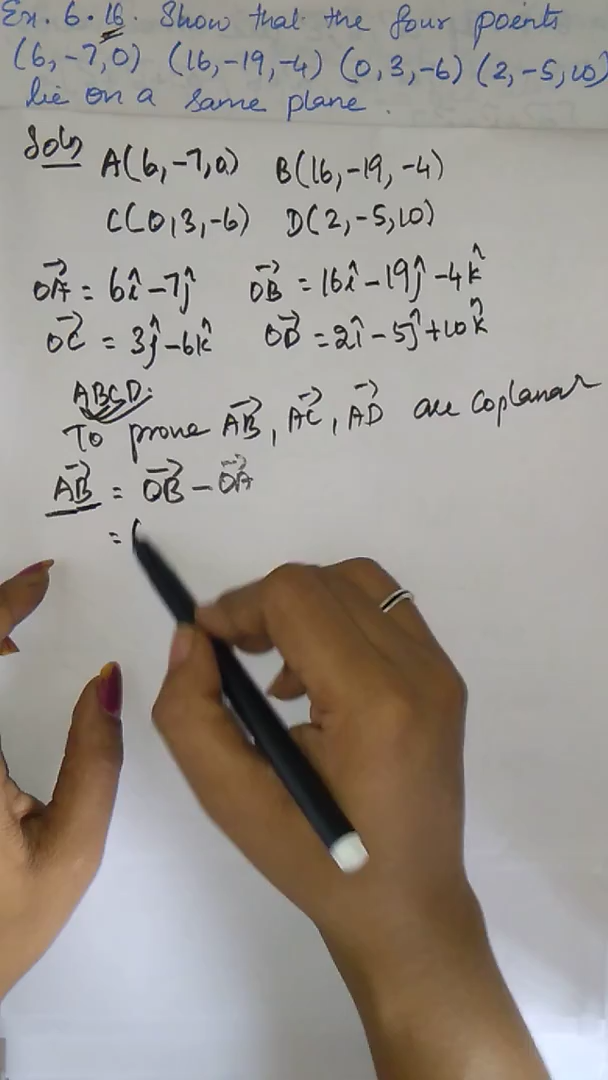 Ex. 6.16. Show that the four points
(6, -7, 0) (16, -19, -4) (0, 3, -6) (2, -5, 10)
lie on a same plane.
Soln A(6, -7, 0) B(16, -19, -4)
C(0, 3, -6) D(2, -5, 10)
OA⃗ = 6î - 7ĵ OB⃗ = 16î - 19ĵ - 4k̂
OC⃗ = 3ĵ - 6k̂ OD⃗ = 2î - 5ĵ + 10k̂
ABCD:
To prove AB⃗, AC⃗, AD⃗ are coplanar
AB⃗ = OB⃗ - OA⃗
= (